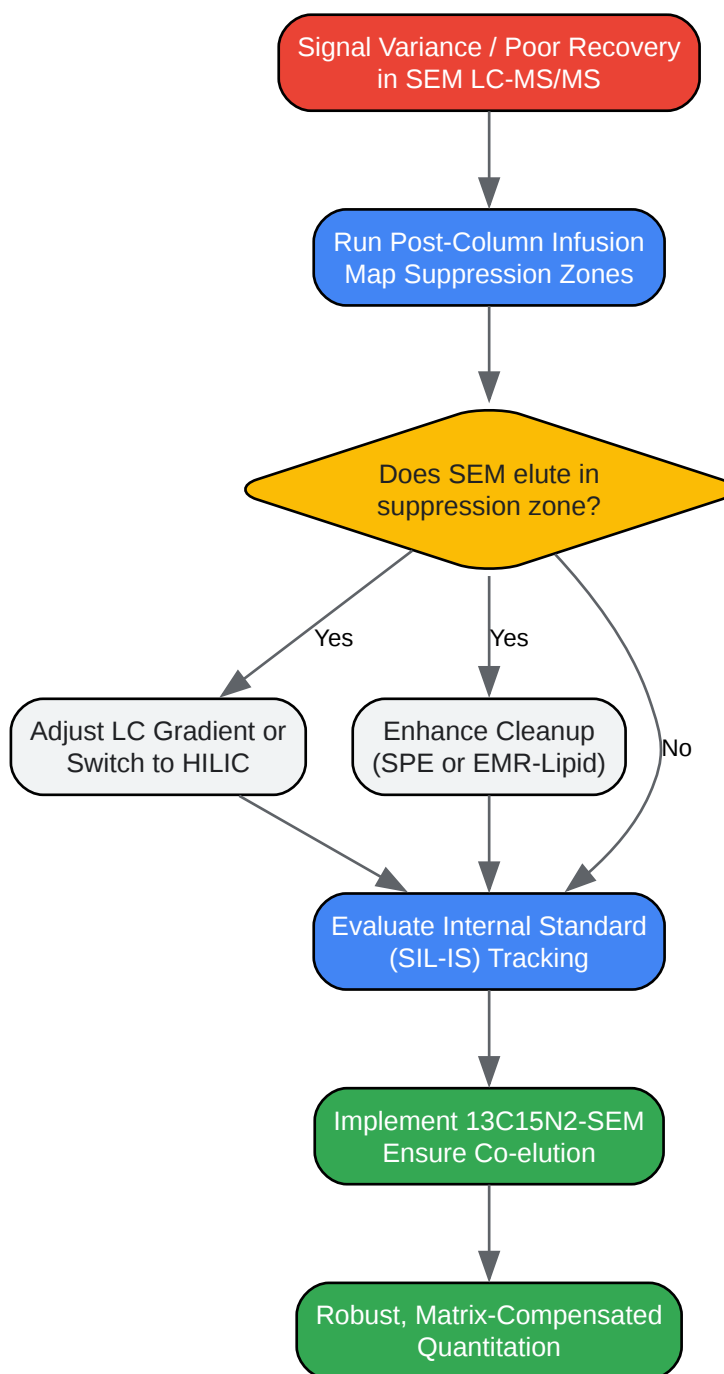 Signal Variance / Poor Recovery
in SEM LC-MS/MS
Run Post-Column Infusion
Map Suppression Zones
Does SEM elute in
suppression zone?
Yes
Yes
No
Adjust LC Gradient or
Switch to HILIC
Enhance Cleanup
(SPE or EMR-Lipid)
Evaluate Internal Standard
(SIL-IS) Tracking
Implement 13C15N2-SEM
Ensure Co-elution
Robust, Matrix-Compensated
Quantitation